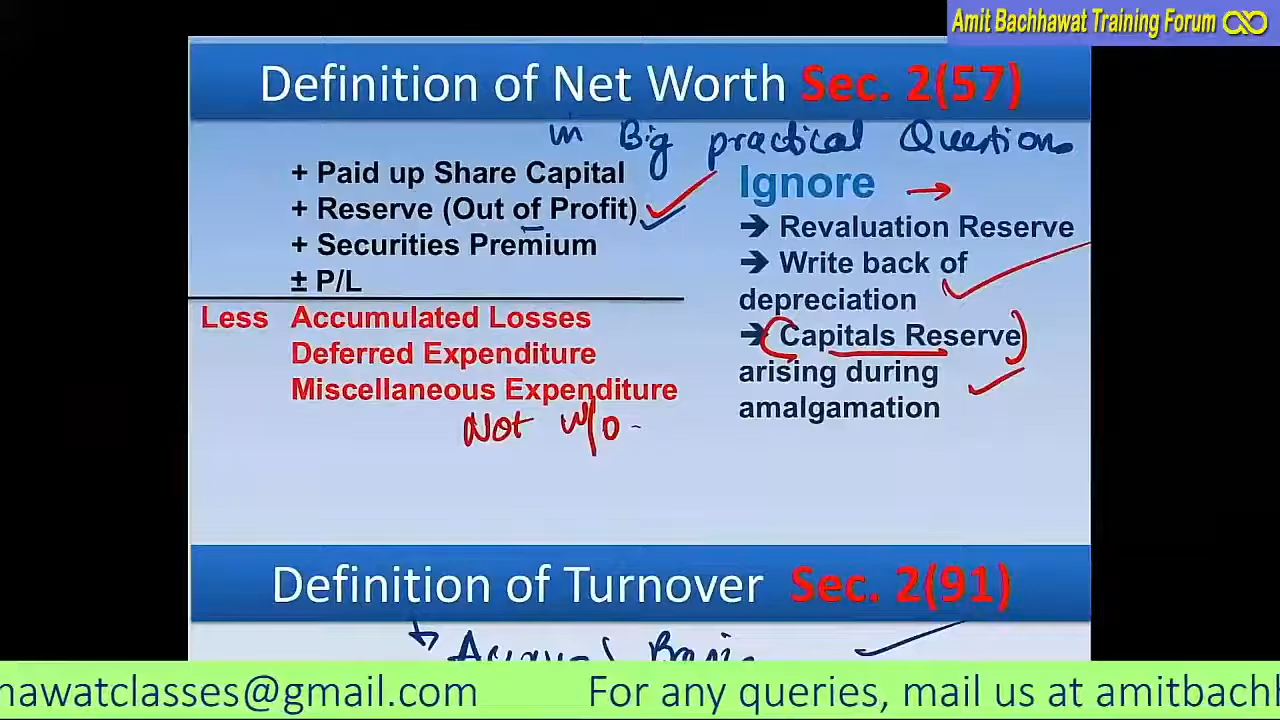 Amit Bachhawat Training Forum
Definition of Net Worth Sec. 2(57)
in Big practical Questions
+ Paid up Share Capital
+ Reserve (Out of Profit)
+ Securities Premium
± P/L
Less Accumulated Losses
Deferred Expenditure
Miscellaneous Expenditure
Not w/o
Ignore →
➔ Revaluation Reserve
➔ Write back of
depreciation
➔ Capitals Reserve
arising during
amalgamation
Definition of Turnover Sec. 2(91)
hawatclasses@gmail.com For any queries, mail us at amitbachh